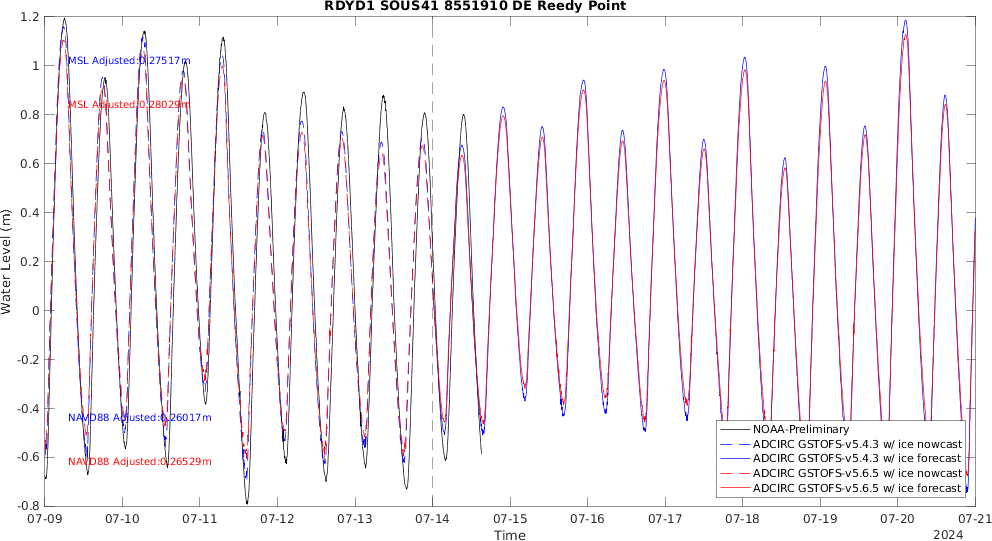 RDYD1 SOUS41 8551910 DE Reedy Point
Water Level (m)
1.2
1
0.8
0.6
0.4
0.2
0
-0.2
-0.4
-0.6
-0.8
MSL Adjusted:0.27517m
MSL Adjusted:0.28029m
NAVD88 Adjusted:0.26017m
NAVD88 Adjusted:0.26529m
NOAA-Preliminary
ADCIRC GSTOFS-v5.4.3 w/ ice nowcast
ADCIRC GSTOFS-v5.4.3 w/ ice forecast
ADCIRC GSTOFS-v5.6.5 w/ ice nowcast
ADCIRC GSTOFS-v5.6.5 w/ ice forecast
07-09 07-10 07-11 07-12 07-13 07-14 07-15 07-16 07-17 07-18 07-19 07-20 07-21
Time
2024